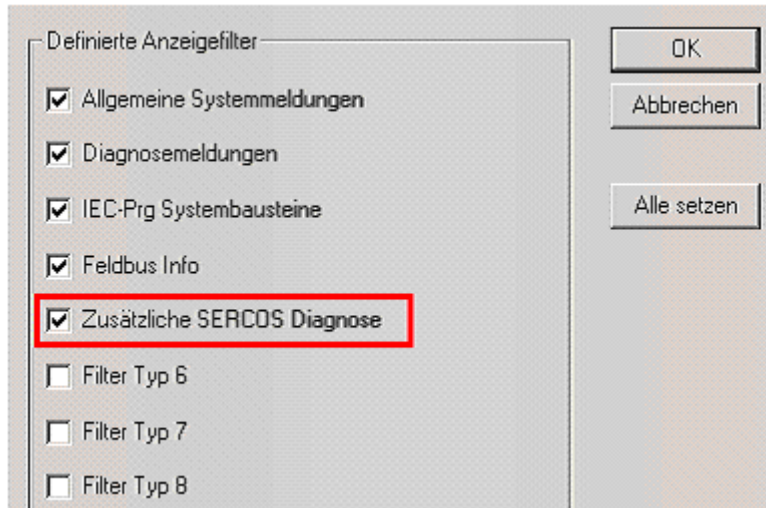 Definierte Anzeigefilter
OK
Allgemeine Systemmeldungen
Abbrechen
Diagnosemeldungen
IEC-Prg Systembausteine
Alle setzen
Feldbus Info
Zusätzliche SERCOS Diagnose
Filter Typ 6
Filter Typ 7
Filter Typ 8